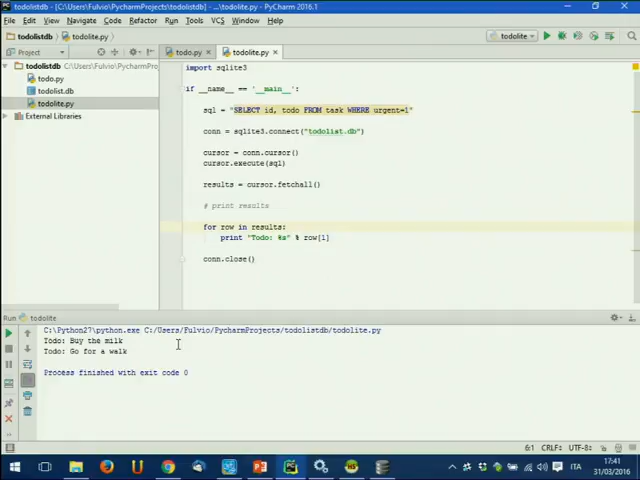 todolistdb [C:\Users\Fulvio\PycharmProjects\todolistdb] - ...\todolite.py - PyCharm 2016.1
File Edit View Navigate Code Refactor Run Tools VCS Window Help
todolistdb todolite.py todolite
Project todo.py × todolite.py ×
todolistdb C:\Users\Fulvio\PycharmProjects
todo.py
todolist.db
todolite.py
External Libraries
import sqlite3
if __name__ == '__main__':
sql = "SELECT id, todo FROM task WHERE urgent=1"
conn = sqlite3.connect("todolist.db")
cursor = conn.cursor()
cursor.execute(sql)
results = cursor.fetchall()
# print results
for row in results:
print "Todo: %s" % row[1]
conn.close()
Run todolite
C:\Python27\python.exe C:/Users/Fulvio/PycharmProjects/todolistdb/todolite.py
Todo: Buy the milk
Todo: Go for a walk
Process finished with exit code 0
6:1 CRLF: UTF-8:
ITA
17:41
31/03/2016